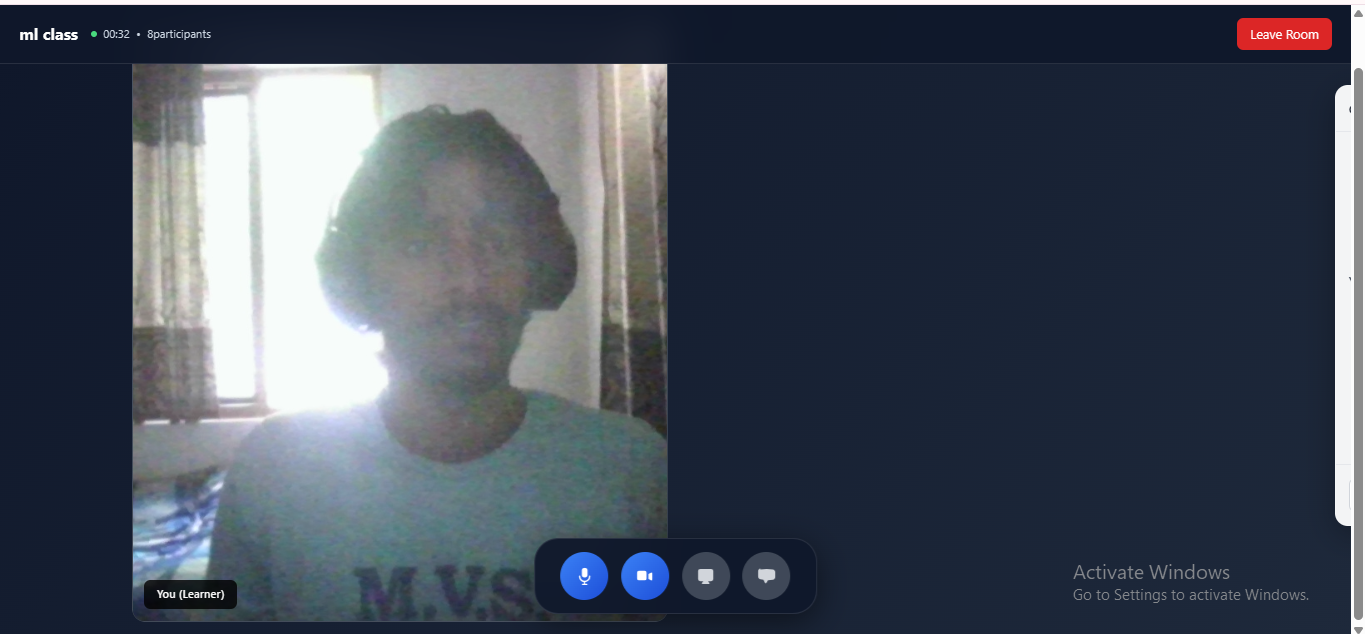 ml class • 00:32 • 8participants
Leave Room
M.V.S.
You (Learner)
Activate Windows
Go to Settings to activate Windows.